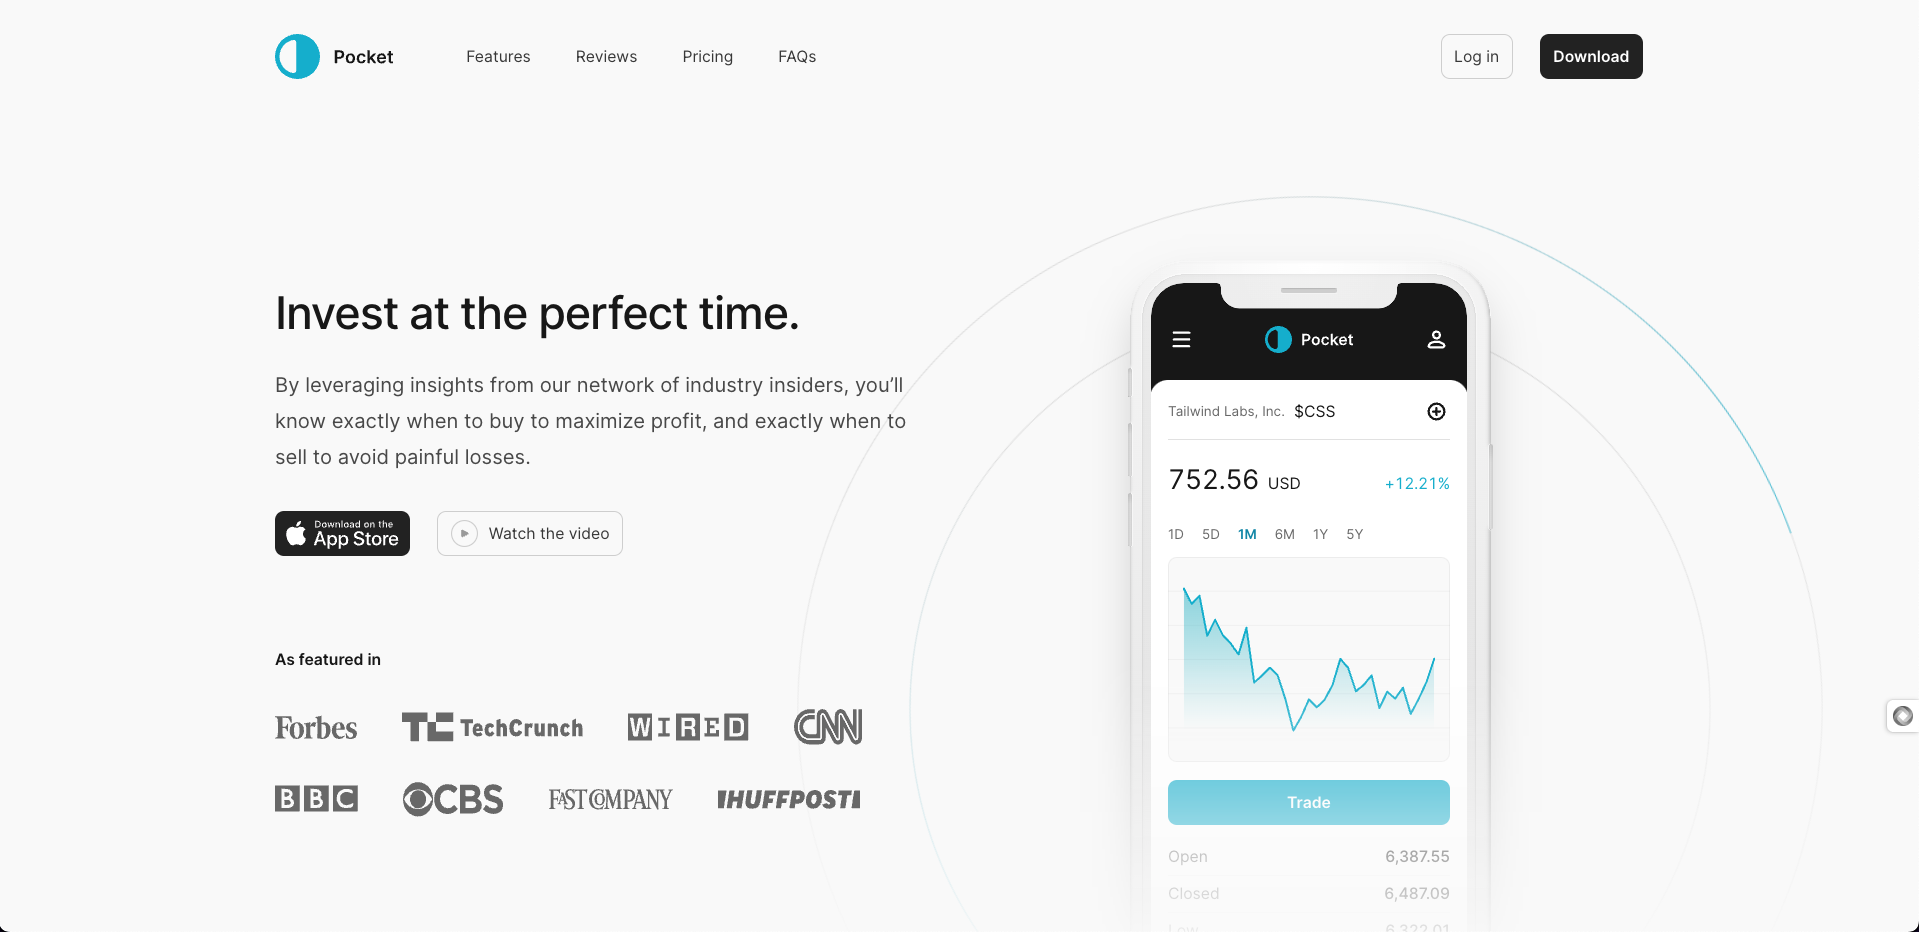 Pocket
Features
Reviews
Pricing
FAQs
Log in
Download
Invest at the perfect time.
By leveraging insights from our network of industry insiders, you’ll
know exactly when to buy to maximize profit, and exactly when to
sell to avoid painful losses.
Download on the
App Store
Watch the video
As featured in
Forbes
TC TechCrunch
WIRED
CNN
BBC
CBS
FAST COMPANY
HUFFPOST
Pocket
Tailwind Labs, Inc. $CSS
752.56 USD +12.21%
1D 5D 1M 6M 1Y 5Y
Trade
Open 6,387.55
Closed 6,487.09
Low 6,322.01